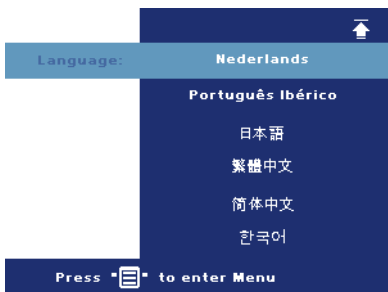 Language: Nederlands
Português Ibérico
日本語
繁體中文
简体中文
한국어
Press "" to enter Menu